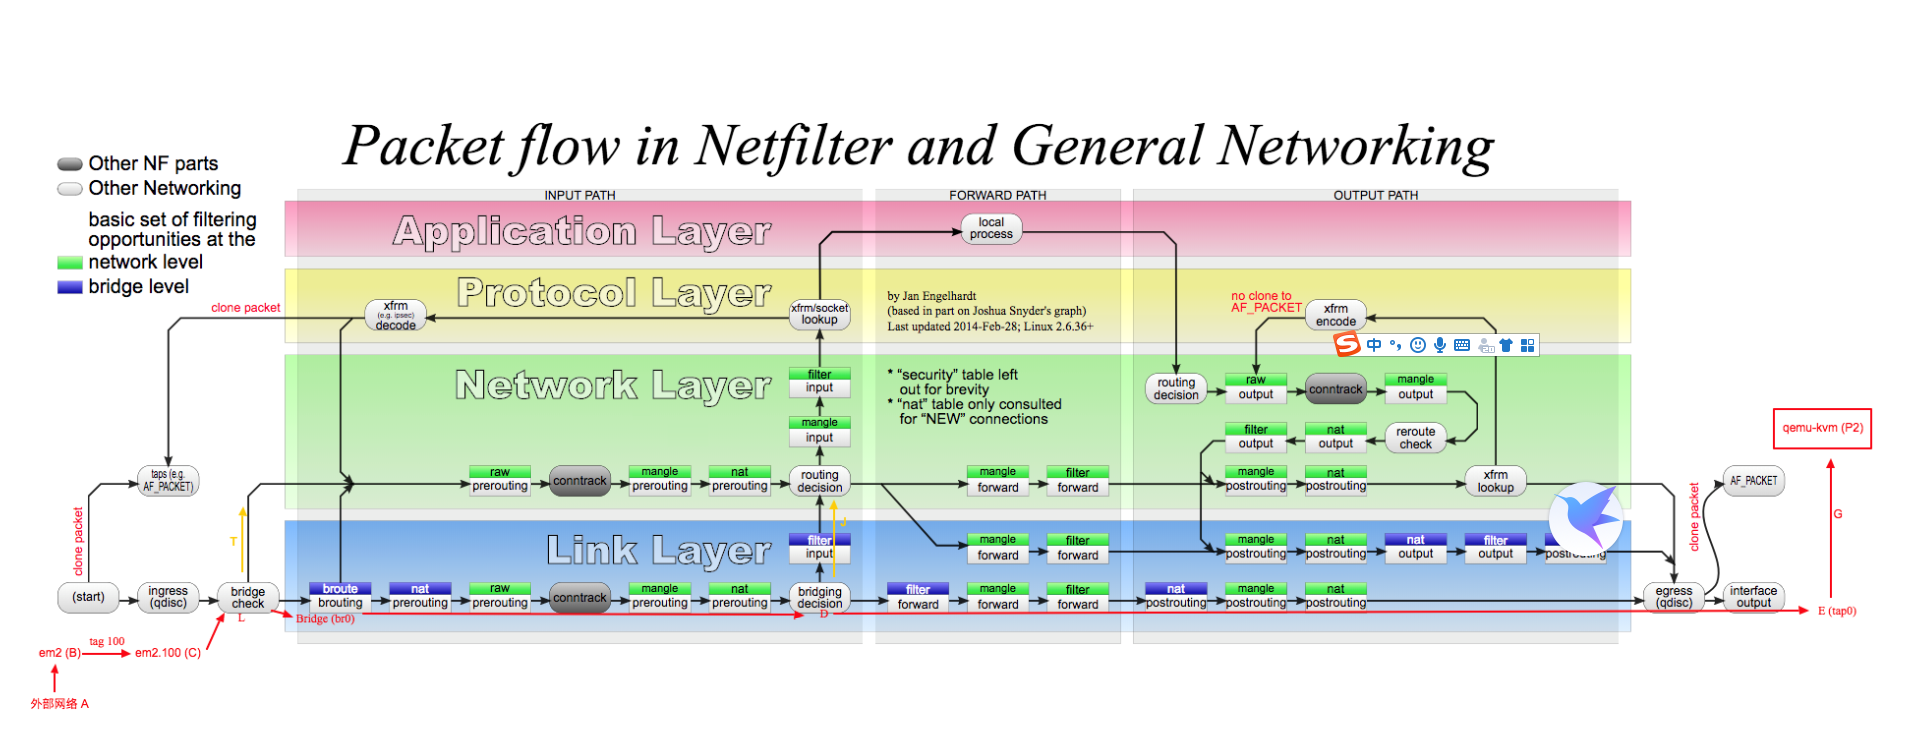 Packet flow in Netfilter and General Networking
Other NF parts
Other Networking
basic set of filtering
opportunities at the
network level
bridge level
INPUT PATH
FORWARD PATH
OUTPUT PATH
Application Layer
local
process
Protocol Layer
clone packet
xfrm
(e.g. ipsec)
decode
xfrm/socket
lookup
by Jan Engelhardt
(based in part on Joshua Snyder's graph)
Last updated 2014-Feb-28; Linux 2.6.36+
no clone to
AF_PACKET
xfrm
encode
中
Network Layer
filter
input
mangle
input
* “security” table left
out for brevity
* “nat” table only consulted
for “NEW” connections
routing
decision
raw
output
conntrack
mangle
output
filter
output
nat
output
reroute
check
qemu-kvm (P2)
taps (e.g.
AF_PACKET)
raw
prerouting
conntrack
mangle
prerouting
nat
prerouting
routing
decision
mangle
forward
filter
forward
mangle
postrouting
nat
postrouting
xfrm
lookup
AF_PACKET
clone packet
clone packet
G
T
J
Link Layer
filter
input
mangle
forward
filter
forward
mangle
postrouting
nat
postrouting
nat
output
filter
output
postrouting
(start)
ingress
(qdisc)
bridge
check
broute
brouting
nat
prerouting
raw
prerouting
conntrack
mangle
prerouting
nat
prerouting
bridging
decision
filter
forward
mangle
forward
filter
forward
nat
postrouting
mangle
postrouting
nat
postrouting
egress
(qdisc)
interface
output
L
Bridge (br0)
D
E (tap0)
em2 (B)
tag 100
em2.100 (C)
外部网络 A